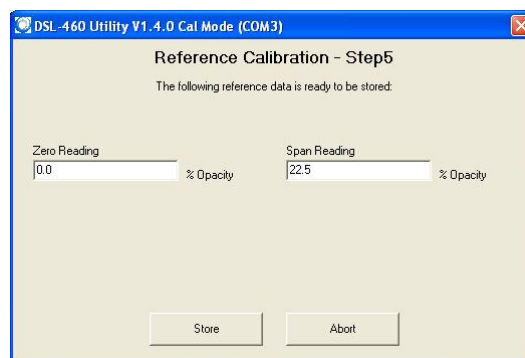 DSL-460 Utility V1.4.0 Cal Mode (COM3)
Reference Calibration - Step5
The following reference data is ready to be stored:
Zero Reading Span Reading
0.0 % Opacity 22.5 % Opacity
Store Abort